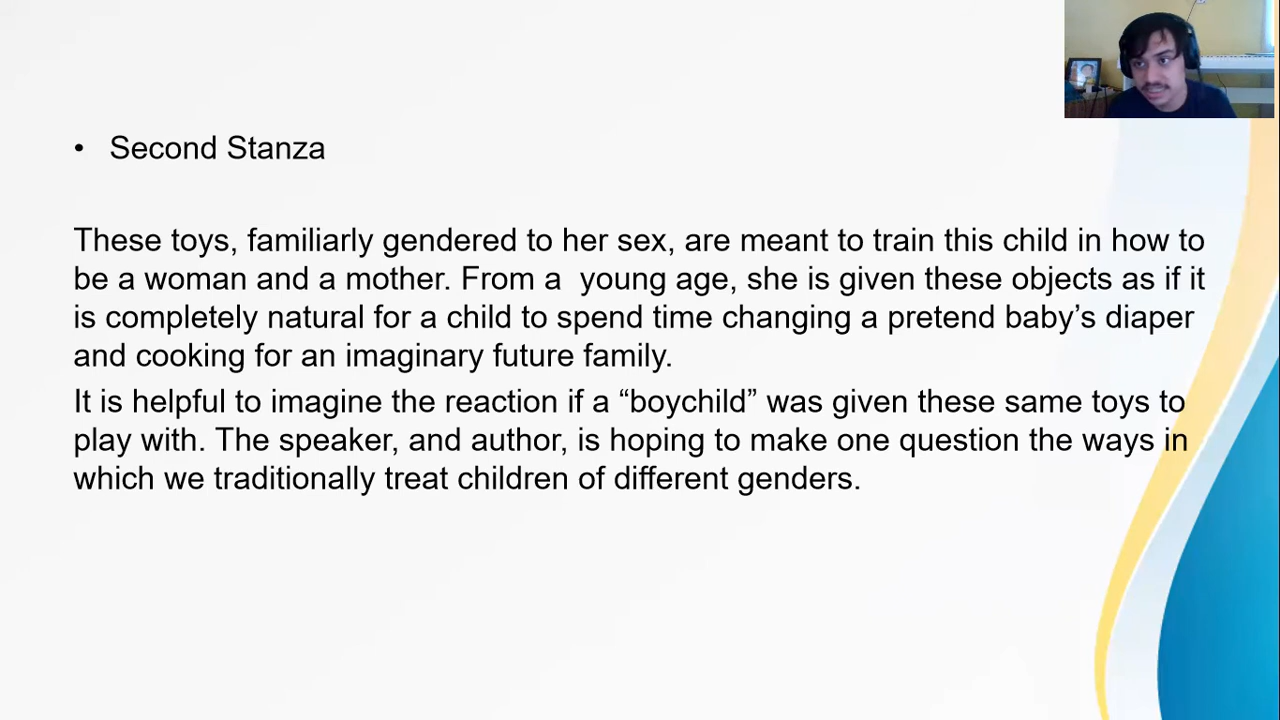 • Second Stanza
These toys, familiarly gendered to her sex, are meant to train this child in how to
be a woman and a mother. From a  young age, she is given these objects as if it
is completely natural for a child to spend time changing a pretend baby’s diaper
and cooking for an imaginary future family.
It is helpful to imagine the reaction if a “boychild” was given these same toys to
play with. The speaker, and author, is hoping to make one question the ways in
which we traditionally treat children of different genders.